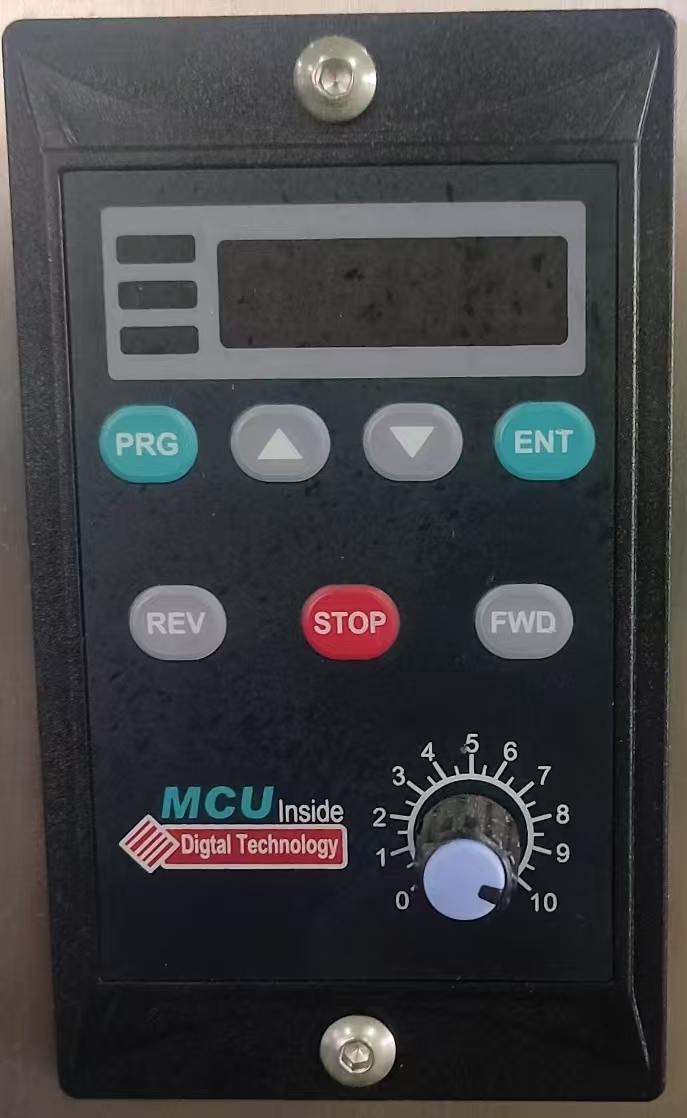 PRG ENT
REV STOP FWD
MCU Inside
Digtal Technology
0 1 2 3 4 5 6 7 8 9 10